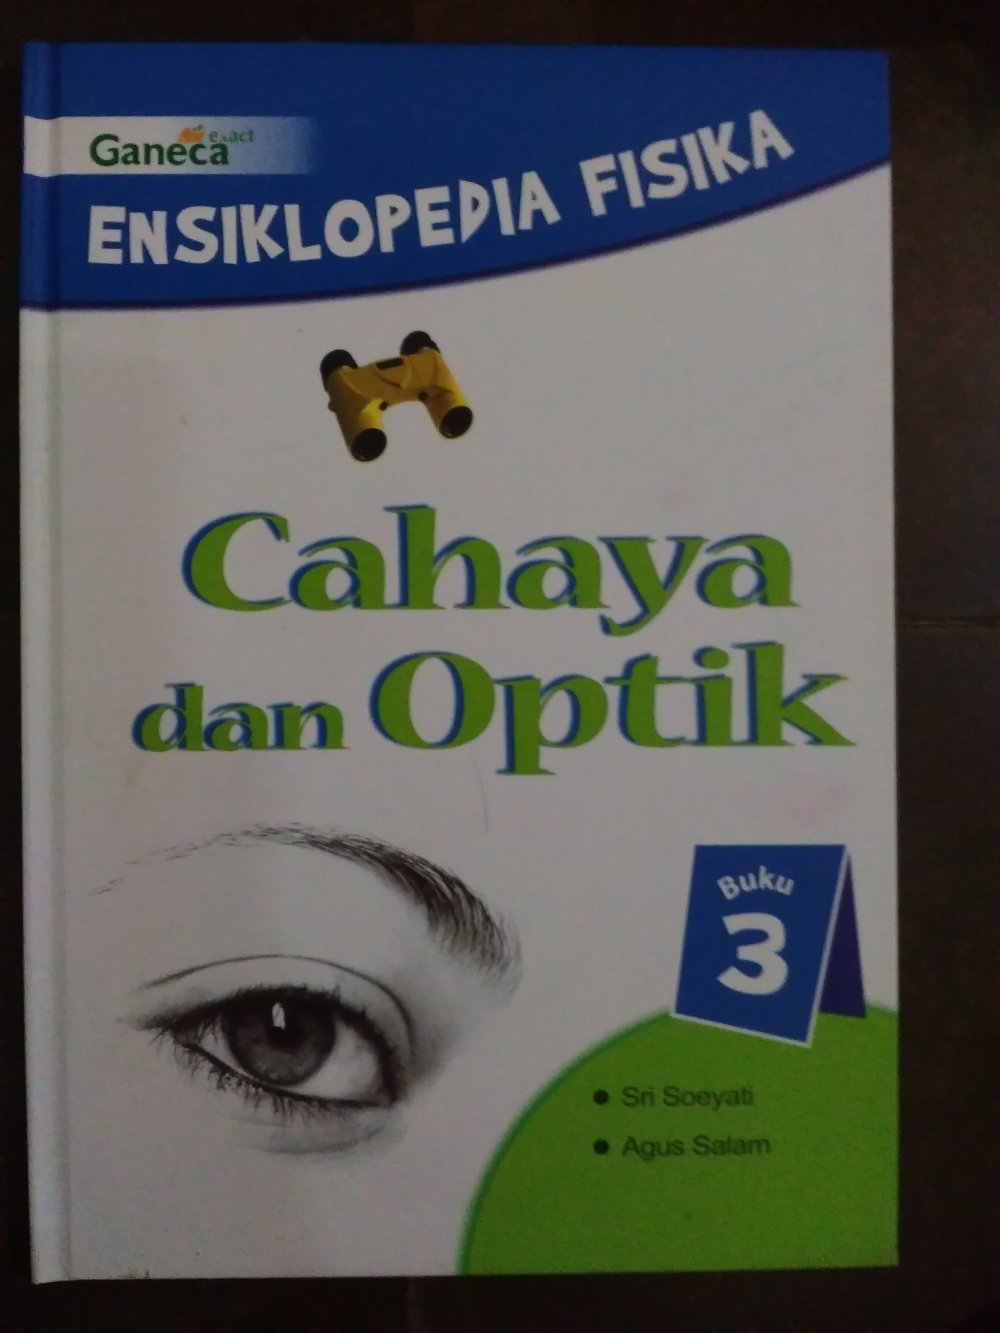 Ganeca exact
ENSIKLOPEDIA FISIKA
Cahaya
dan Optik
Buku
3
• Sri Soeyati
• Agus Salam